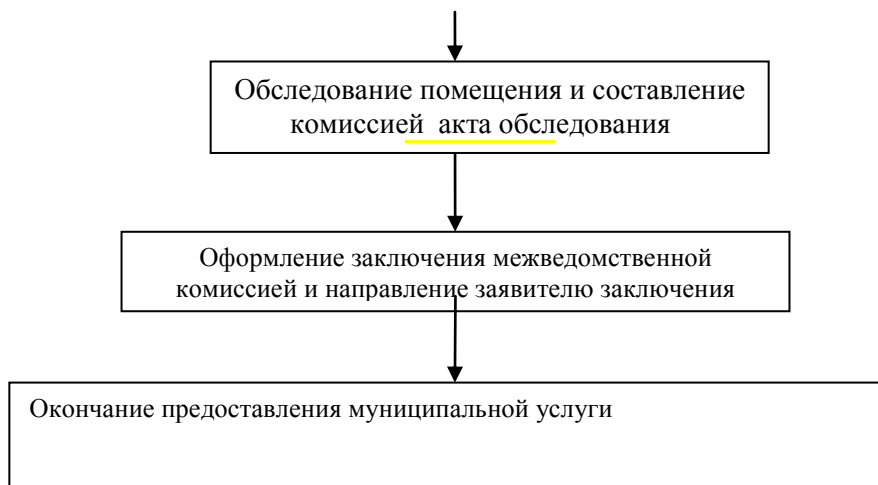 Обследование помещения и составление
комиссией  акта обследования
Оформление заключения межведомственной
комиссией и направление заявителю заключения
Окончание предоставления муниципальной услуги